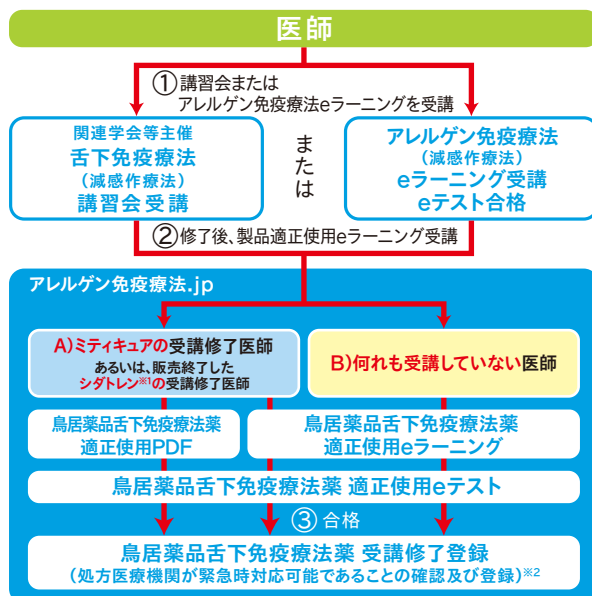 医師
①講習会または
アレルゲン免疫療法eラーニングを受講
関連学会等主催
舌下免疫療法
(減感作療法)
講習会受講
または
アレルゲン免疫療法
(減感作療法)
eラーニング受講
eテスト合格
②修了後、製品適正使用eラーニング受講
アレルゲン免疫療法.jp
A)ミティキュアの受講修了医師
あるいは、販売終了した
シダトレン※1の受講修了医師
B)何れも受講していない医師
鳥居薬品舌下免疫療法薬
適正使用PDF
鳥居薬品舌下免疫療法薬
適正使用eラーニング
鳥居薬品舌下免疫療法薬 適正使用eテスト
③合格
鳥居薬品舌下免疫療法薬 受講修了登録
(処方医療機関が緊急時対応可能であることの確認及び登録)※2